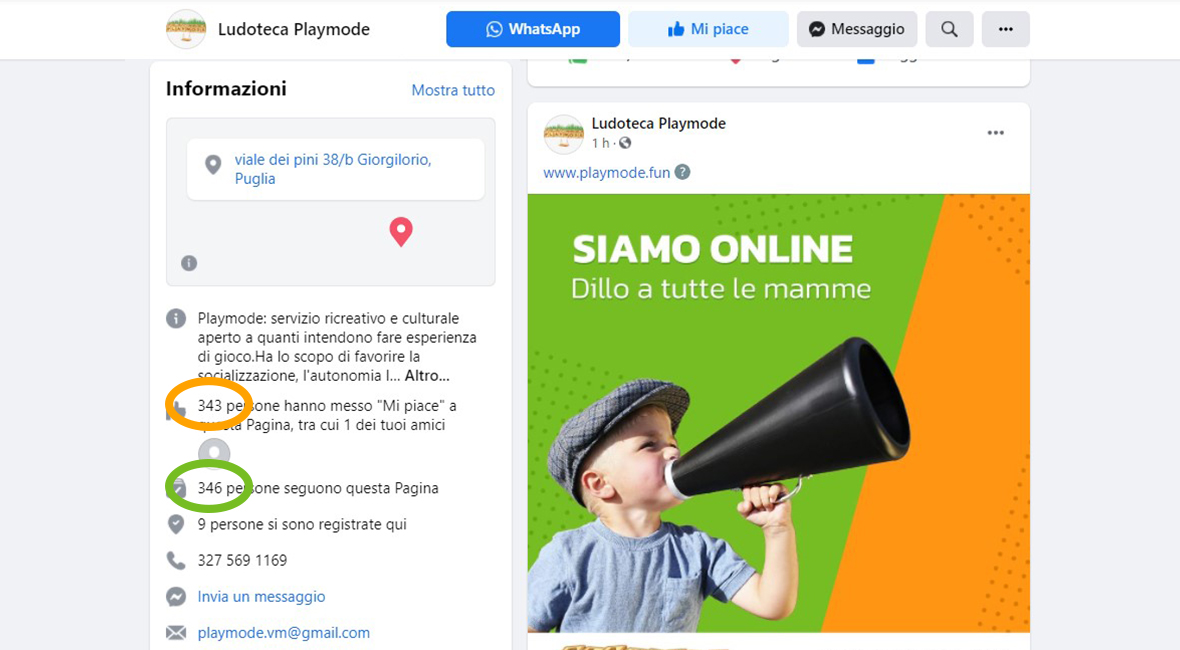 Ludoteca Playmode
WhatsApp
Mi piace
Messaggio
Informazioni
Mostra tutto
viale dei pini 38/b Giorgilorio,
Puglia
Playmode: servizio ricreativo e culturale
aperto a quanti intendono fare esperienza
di gioco.Ha lo scopo di favorire la
socializzazione, l'autonomia l... Altro...
343 persone hanno messo "Mi piace" a
questa Pagina, tra cui 1 dei tuoi amici
346 persone seguono questa Pagina
9 persone si sono registrate qui
327 569 1169
Invia un messaggio
playmode.vm@gmail.com
Ludoteca Playmode
1 h ·
www.playmode.fun
SIAMO ONLINE
Dillo a tutte le mamme